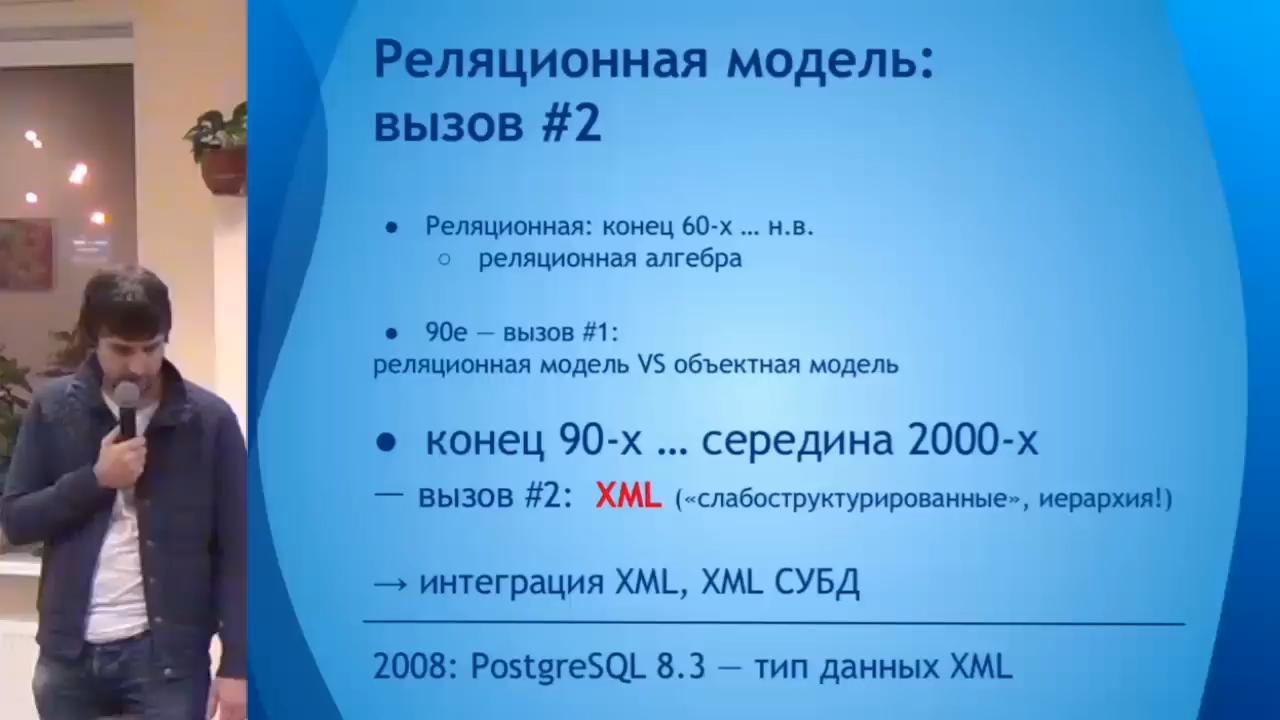 Реляционная модель:
вызов #2
● Реляционная: конец 60-х … н.в.
○ реляционная алгебра
● 90е — вызов #1:
реляционная модель VS объектная модель
● конец 90-х … середина 2000-х
— вызов #2: XML («слабоструктурированные», иерархия!)
→ интеграция XML, XML СУБД
2008: PostgreSQL 8.3 — тип данных XML